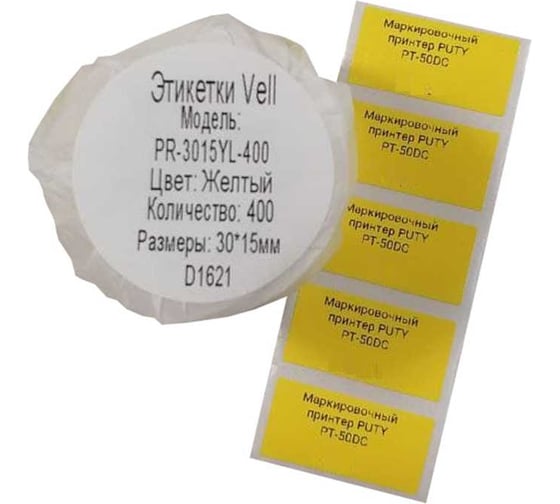 Этикетки Vell
Модель:
PR-3015YL-400
Цвет: Желтый
Количество: 400
Размеры: 30*15мм
D1621
Маркировочный
принтер PUTY
PT-50DC
Маркировочный
принтер PUTY
PT-50DC
Маркировочный
принтер PUTY
PT-50DC
Маркировочный
принтер PUTY
PT-50DC
Маркировочный
принтер PUTY
PT-50DC